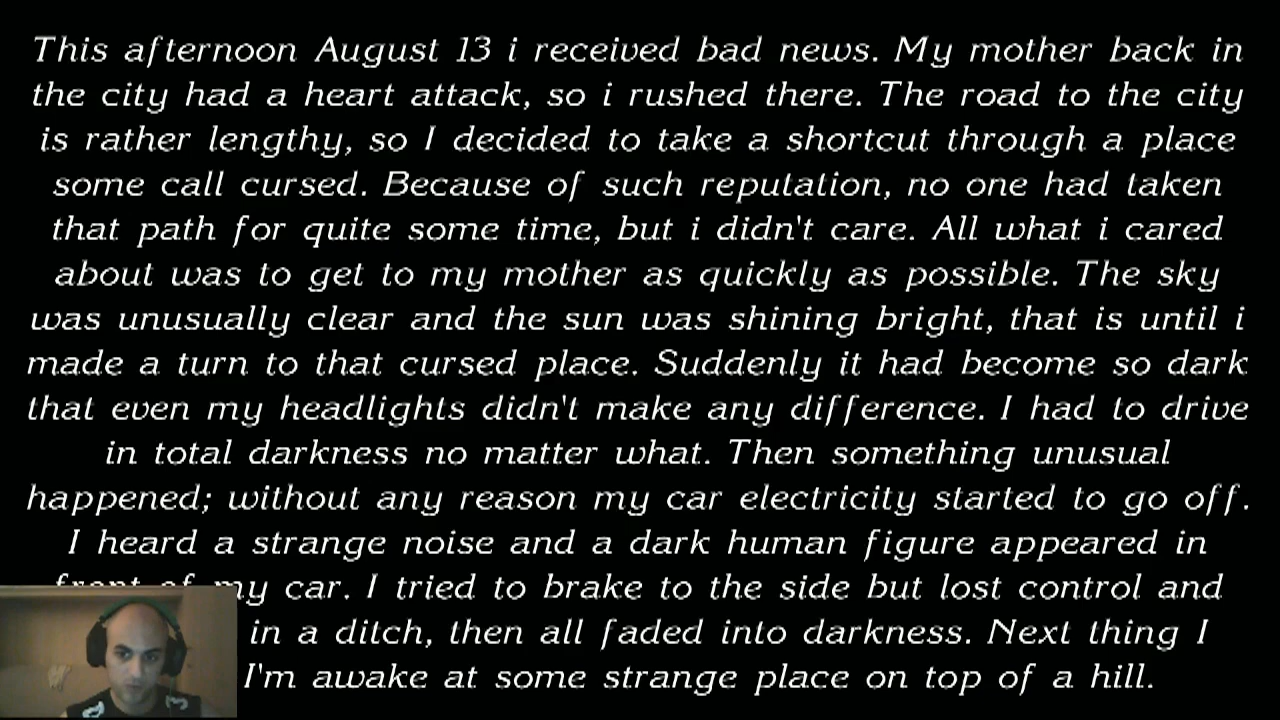 This afternoon August 13 i received bad news. My mother back in
the city had a heart attack, so i rushed there. The road to the city
is rather lengthy, so I decided to take a shortcut through a place
some call cursed. Because of such reputation, no one had taken
that path for quite some time, but i didn't care. All what i cared
about was to get to my mother as quickly as possible. The sky
was unusually clear and the sun was shining bright, that is until i
made a turn to that cursed place. Suddenly it had become so dark
that even my headlights didn't make any difference. I had to drive
in total darkness no matter what. Then something unusual
happened; without any reason my car electricity started to go off.
I heard a strange noise and a dark human figure appeared in
front of my car. I tried to brake to the side but lost control and
in a ditch, then all faded into darkness. Next thing I
I'm awake at some strange place on top of a hill.